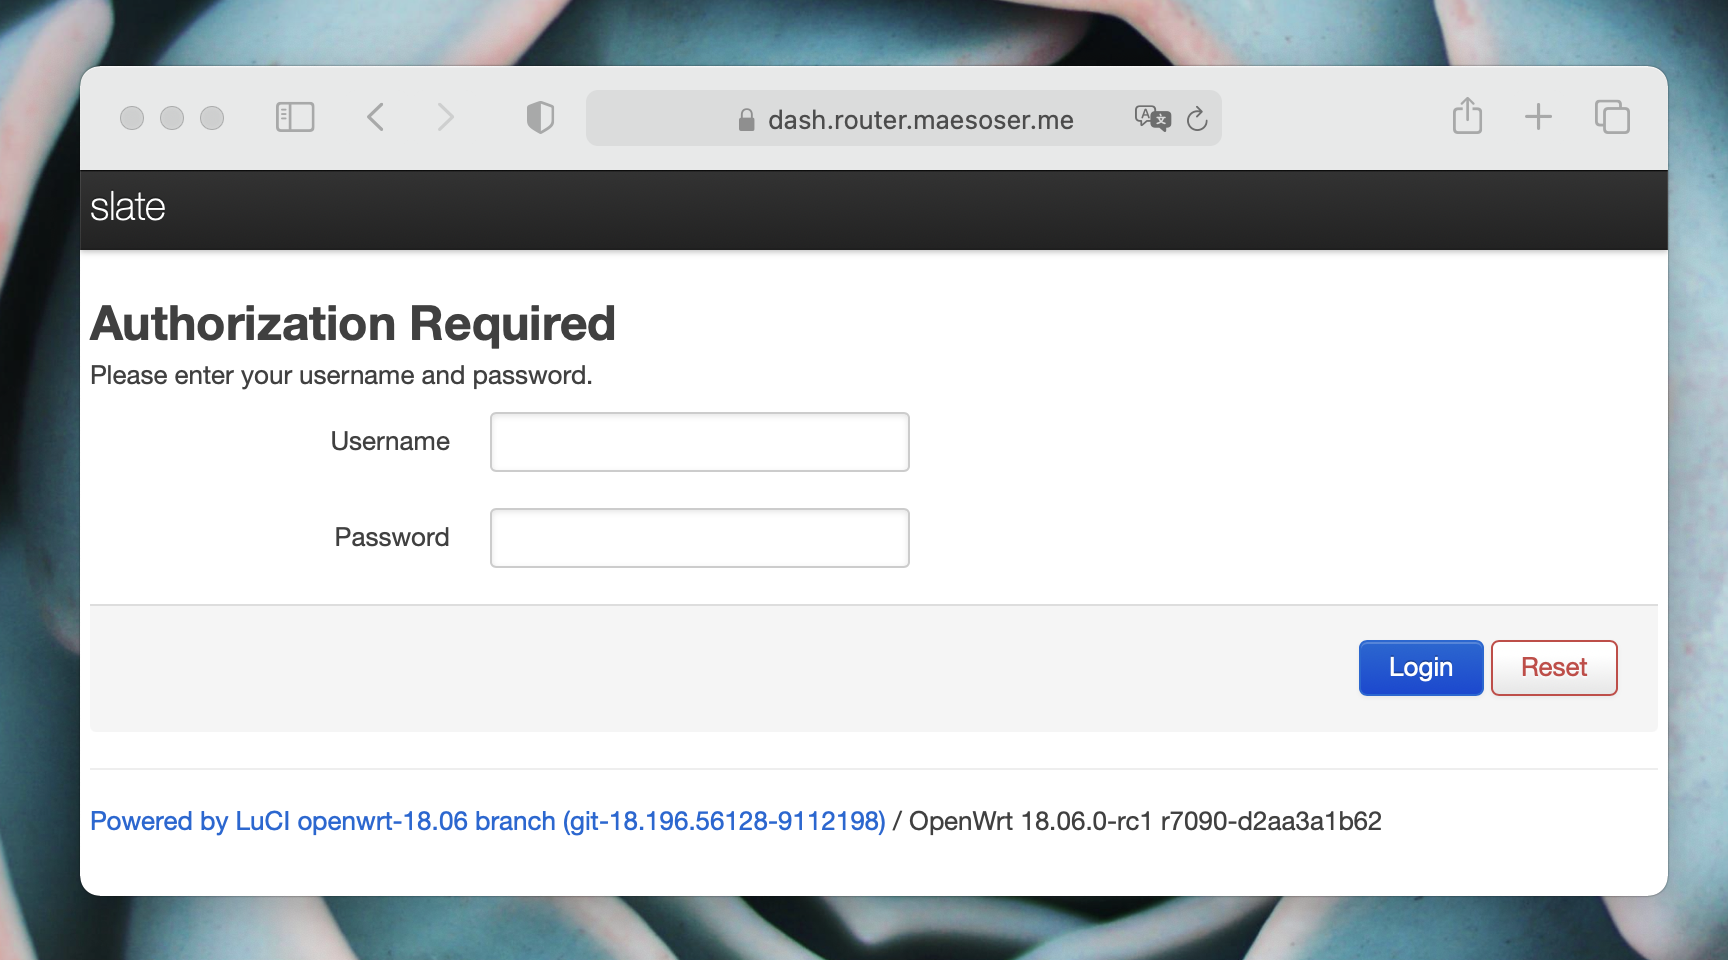 dash.router.maesoser.me
slate
Authorization Required
Please enter your username and password.
Username
Password
Login Reset
Powered by LuCI openwrt-18.06 branch (git-18.196.56128-9112198) / OpenWrt 18.06.0-rc1 r7090-d2aa3a1b62